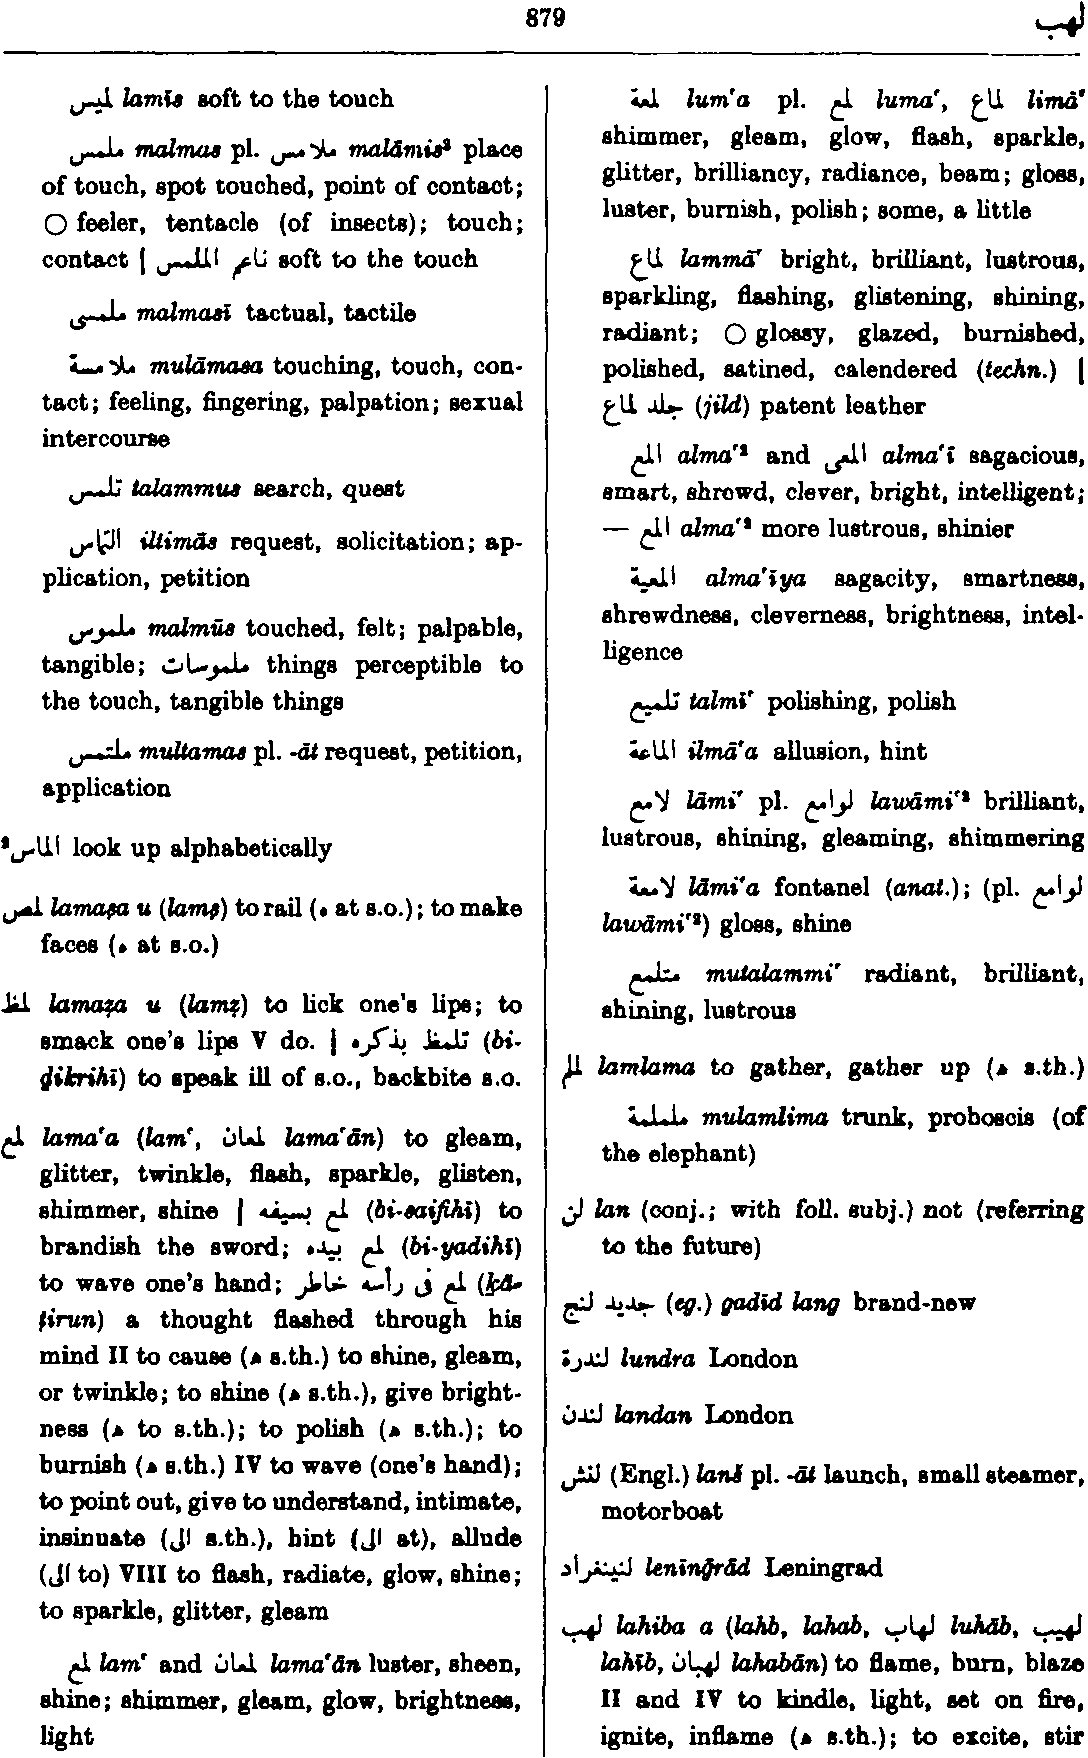 879
لهب
لميس lamīs soft to the touch
ملمس malmas pl. ملامس malāmis² place
of touch, spot touched, point of contact;
○ feeler, tentacle (of insects); touch;
contact | ناعم الملمس soft to the touch
ملمسى malmasī tactual, tactile
ملامسة mulāmasa touching, touch, con-
tact; feeling, fingering, palpation; sexual
intercourse
تلمس talammus search, quest
التماس iltimās request, solicitation; ap-
plication, petition
ملموس malmūs touched, felt; palpable,
tangible; ملموسات things perceptible to
the touch, tangible things
ملتمس multamas pl. -āt request, petition,
application
²الماس look up alphabetically
لمص lamaṣa u (lamṣ) to rail (ه at s.o.); to make
faces (ه at s.o.)
لمظ lamaẓa u (lamẓ) to lick one's lips; to
smack one's lips V do. | تلمظ بذكره (bi-
ḏikrihī) to speak ill of s.o., backbite s.o.
لمع lama‘a (lam‘, لمعان lama‘ān) to gleam,
glitter, twinkle, flash, sparkle, glisten,
shimmer, shine | لمع بسيفه (bi-saifihī) to
brandish the sword; لمع بيده (bi-yadihī)
to wave one's hand; لمع فى رأسه خاطر (ḵā-
ṭirun) a thought flashed through his
mind II to cause (ه s.th.) to shine, gleam,
or twinkle; to shine (ه s.th.), give bright-
ness (ه to s.th.); to polish (ه s.th.); to
burnish (ه s.th.) IV to wave (one's hand);
to point out, give to understand, intimate,
insinuate (الى s.th.), hint (الى at), allude
(الى to) VIII to flash, radiate, glow, shine;
to sparkle, glitter, gleam
لمع lam‘ and لمعان lama‘ān luster, sheen,
shine; shimmer, gleam, glow, brightness,
light
لمعة lum‘a pl. لمع luma‘, لماع limā‘
shimmer, gleam, glow, flash, sparkle,
glitter, brilliancy, radiance, beam; gloss,
luster, burnish, polish; some, a little
لماع lammā‘ bright, brilliant, lustrous,
sparkling, flashing, glistening, shining,
radiant; ○ glossy, glazed, burnished,
polished, satined, calendered (techn.) |
جلد لماع (jild) patent leather
المع alma‘² and المعى alma‘ī sagacious,
smart, shrewd, clever, bright, intelligent;
— المع alma‘² more lustrous, shinier
المعية alma‘īya sagacity, smartness,
shrewdness, cleverness, brightness, intel-
ligence
تلميع talmī‘ polishing, polish
الماعة ilmā‘a allusion, hint
لامع lāmi‘ pl. لوامع lawāmi‘² brilliant,
lustrous, shining, gleaming, shimmering
لامعة lāmi‘a fontanel (anat.); (pl. لوامع
lawāmi‘²) gloss, shine
متلمع mutalammi‘ radiant, brilliant,
shining, lustrous
لملم lamlama to gather, gather up (ه s.th.)
ململمة mulamlima trunk, proboscis (of
the elephant)
لن lan (conj.; with foll. subj.) not (referring
to the future)
جديد لنج (eg.) gadīd lang brand-new
لندرة lundra London
لندن landan London
لنش (Engl.) lanš pl. -āt launch, small steamer,
motorboat
لنينغراد leningrād Leningrad
لهب lahiba a (lahb, lahab, لهاب luhāb, لهيب
lahīb, لهبان lahabān) to flame, burn, blaze
II and IV to kindle, light, set on fire,
ignite, inflame (ه s.th.); to excite, stir